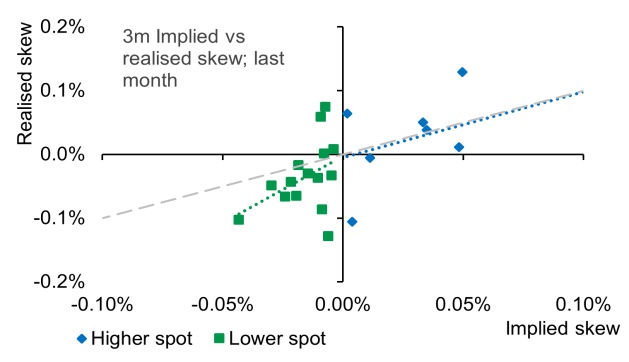 3m Implied vs
realised skew; last
month
Realised skew
0.2%
0.1%
0.0%
-0.1%
-0.2%
-0.10%
-0.05%
0.00%
0.05%
0.10%
Implied skew
Higher spot
Lower spot